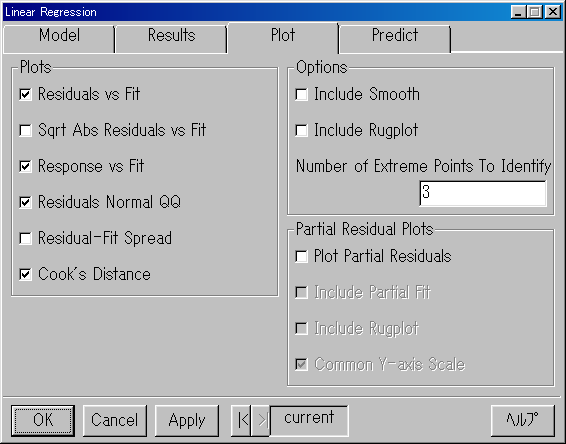 Linear Regression
Model
Results
Plot
Predict
Plots
Residuals vs Fit
Sqrt Abs Residuals vs Fit
Response vs Fit
Residuals Normal QQ
Residual-Fit Spread
Cook's Distance
Options
Include Smooth
Include Rugplot
Number of Extreme Points To Identify
3
Partial Residual Plots
Plot Partial Residuals
Include Partial Fit
Include Rugplot
Common Y-axis Scale
OK
Cancel
Apply
|<
>
current
ﾍﾙﾌﾟ